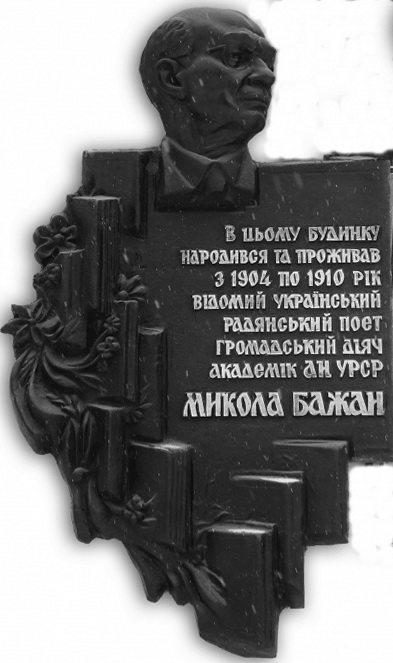 В ЦЬОМУ БУДИНКУ
НАРОДИВСЯ ТА ПРОЖИВАВ
З 1904 ПО 1910 РІК
ВІДОМИЙ УКРАЇНСЬКИЙ
РАДЯНСЬКИЙ ПОЕТ
ГРОМАДСЬКИЙ ДІЯЧ
АКАДЕМІК АН УРСР
МИКОЛА БАЖАН